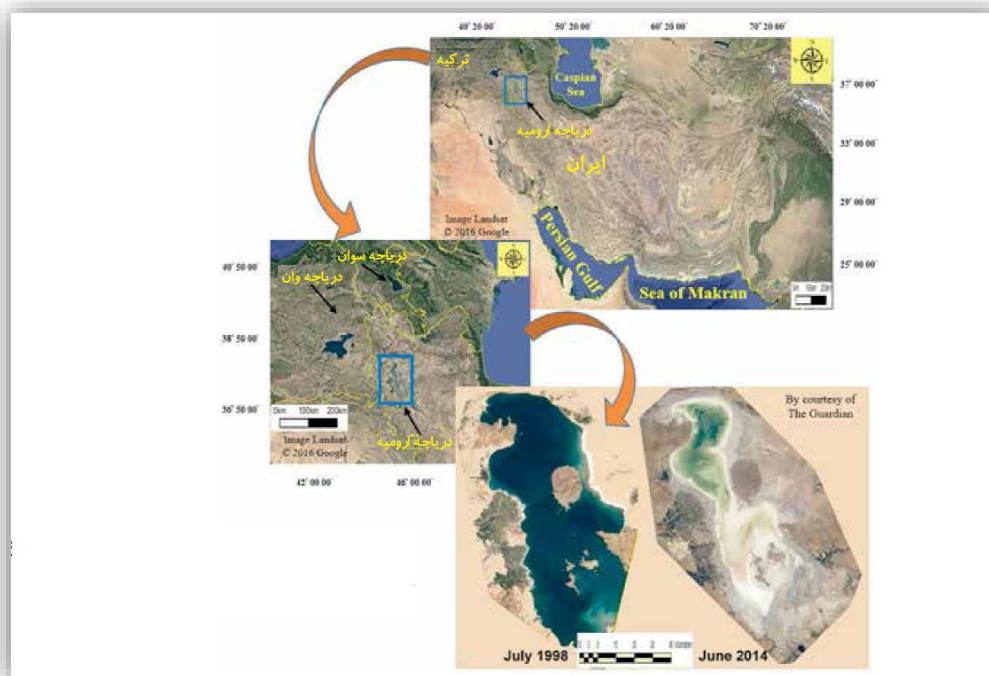 40° 20 00"
50° 20 00"
60° 20 00"
70° 20 00"
ترکیه
Caspian
Sea
37° 00 00"
دریاچه ارومیه
33° 00 00"
ایران
29° 00 00"
Image Landsat
© 2016 Google
Persian Gulf
25° 00 00"
Sea of Makran
N
40° 50 00"
دریاچه سوان
دریاچه وان
38° 50 00"
36° 50 00"
0km 100km 200km
Image Landsat
© 2016 Google
دریاچه ارومیه
42° 00 00"
46° 00 00"
By courtesy of
The Guardian
July 1998
June 2014